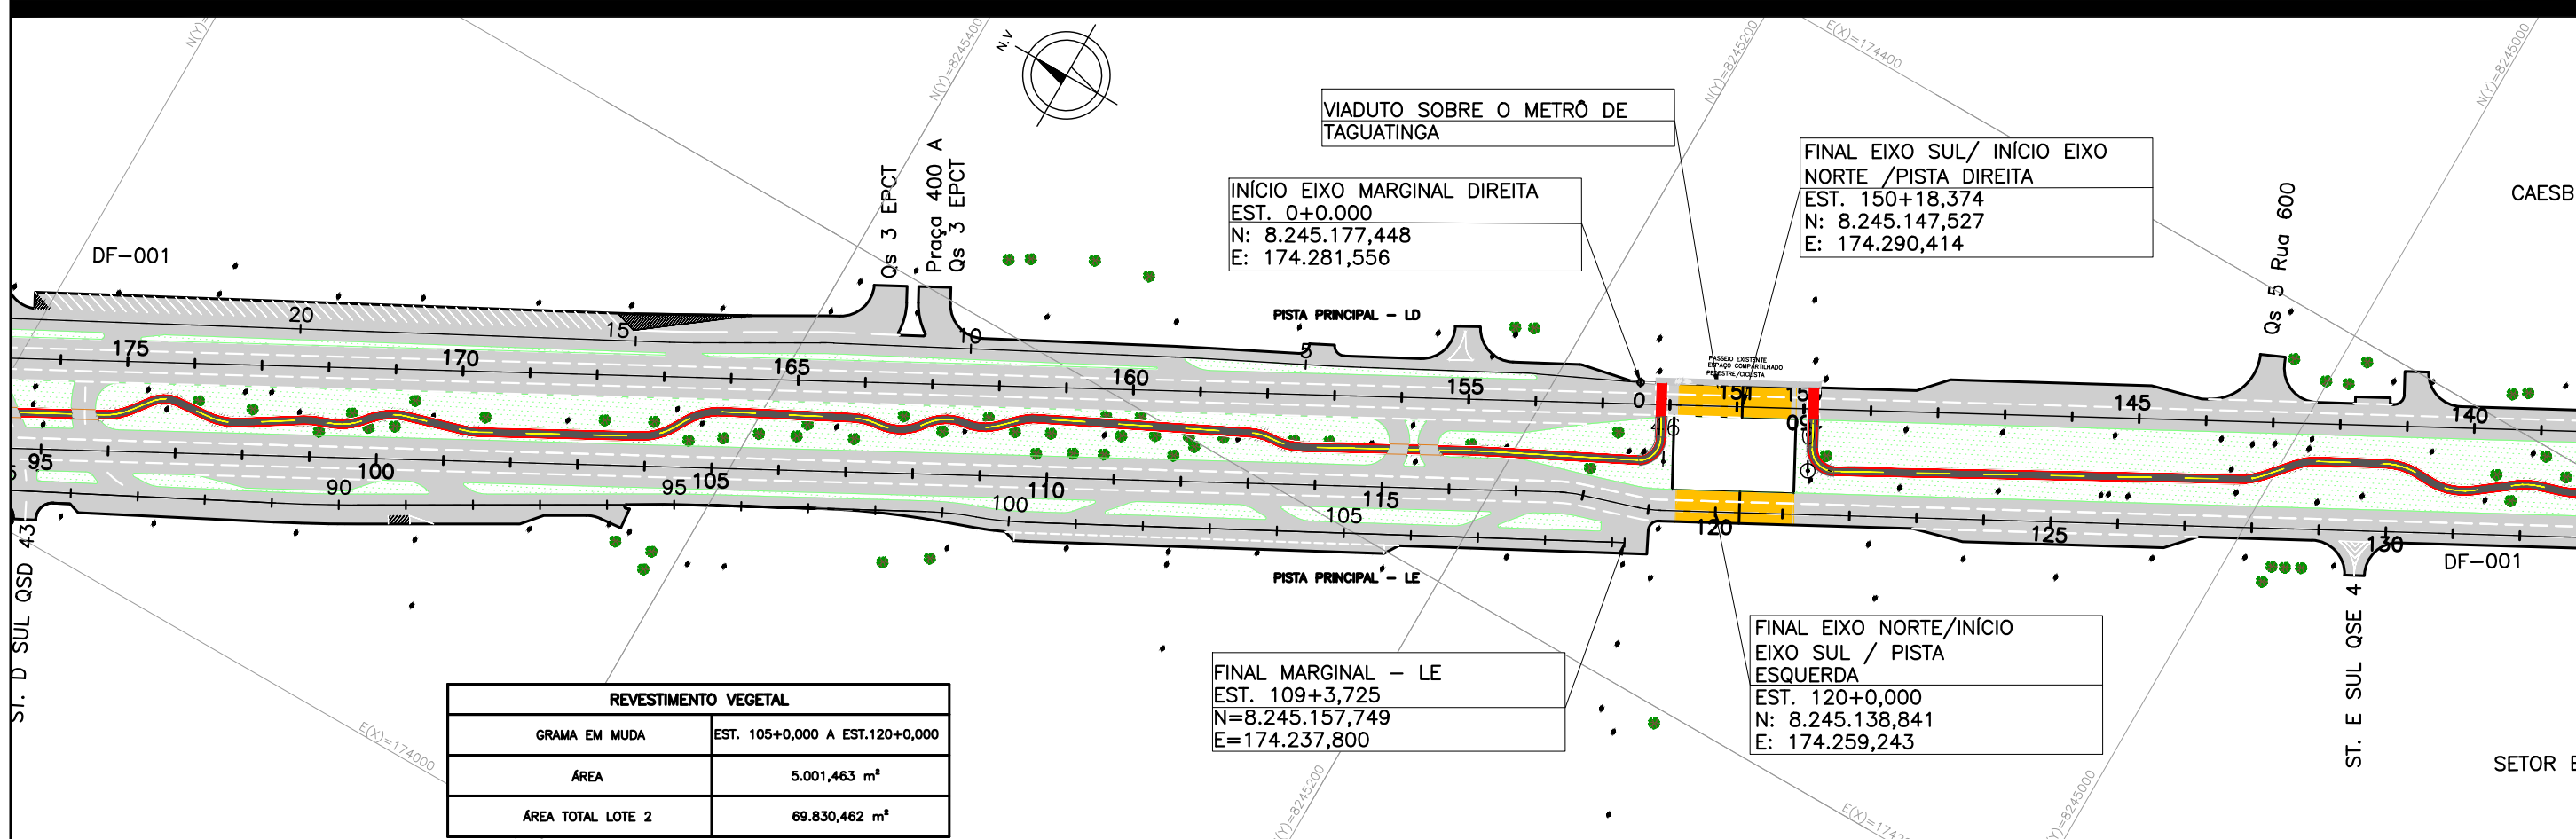 N(Y)=8245400
N.V
N(Y)=8245200
E(X)=174400
N(Y)=8245000
VIADUTO SOBRE O METRÔ DE
TAGUATINGA
FINAL EIXO SUL/ INÍCIO EIXO
NORTE /PISTA DIREITA
EST. 150+18,374
N: 8.245.147,527
E: 174.290,414
INÍCIO EIXO MARGINAL DIREITA
EST. 0+0.000
N: 8.245.177,448
E: 174.281,556
CAESB
Qs 3 EPCT
Praça 400 A
Qs 3 EPCT
Qs 5 Rua 600
DF-001
PISTA PRINCIPAL - LD
PASSEIO EXISTENTE
ESPAÇO COMPARTILHADO
PEDESTRE/CICLISTA
20
15
10
5
0
175
170
165
160
155
151
145
140
95
100
105
110
115
120
125
130
90
95
100
105
DF-001
PISTA PRINCIPAL - LE
ST. D SUL QSD 43
ST. E SUL QSE 4
FINAL MARGINAL - LE
EST. 109+3,725
N=8.245.157,749
E=174.237,800
FINAL EIXO NORTE/INÍCIO
EIXO SUL / PISTA
ESQUERDA
EST. 120+0,000
N: 8.245.138,841
E: 174.259,243
SETOR
E(X)=174000
REVESTIMENTO VEGETAL
GRAMA EM MUDA EST. 105+0,000 A EST.120+0,000
ÁREA 5.001,463 m²
ÁREA TOTAL LOTE 2 69.830,462 m²